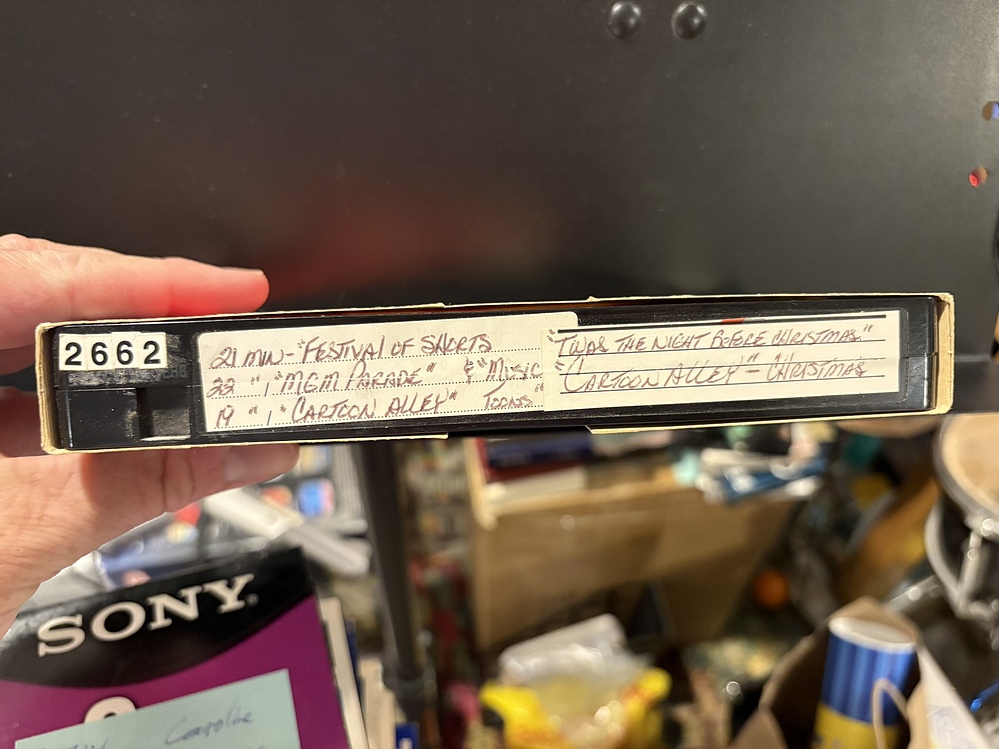 2662
21 MIN - "FESTIVAL OF SHORTS
22 " , "MGM PARADE" & "MUSIC
19 " , "CARTOON ALLEY" TOONS"
"TWAS THE NIGHT BEFORE CHRISTMAS"
"CARTOON ALLEY" - CHRISTMAS
SONY